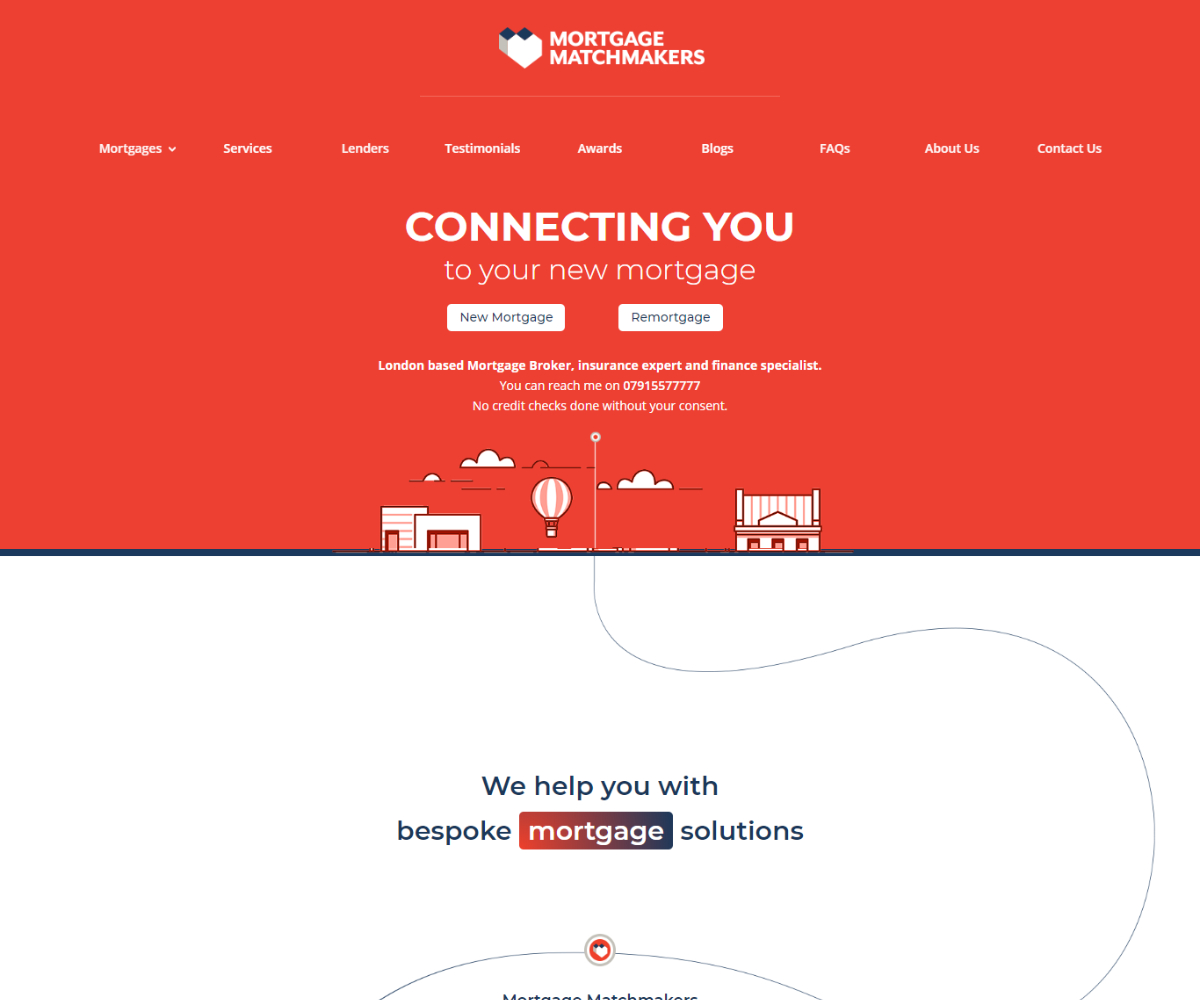 MORTGAGE
MATCHMAKERS
Mortgages
Services
Lenders
Testimonials
Awards
Blogs
FAQs
About Us
Contact Us
CONNECTING YOU
to your new mortgage
New Mortgage
Remortgage
London based Mortgage Broker, insurance expert and finance specialist.
You can reach me on 07915577777
No credit checks done without your consent.
We help you with
bespoke mortgage solutions
Mortgage Matchmakers